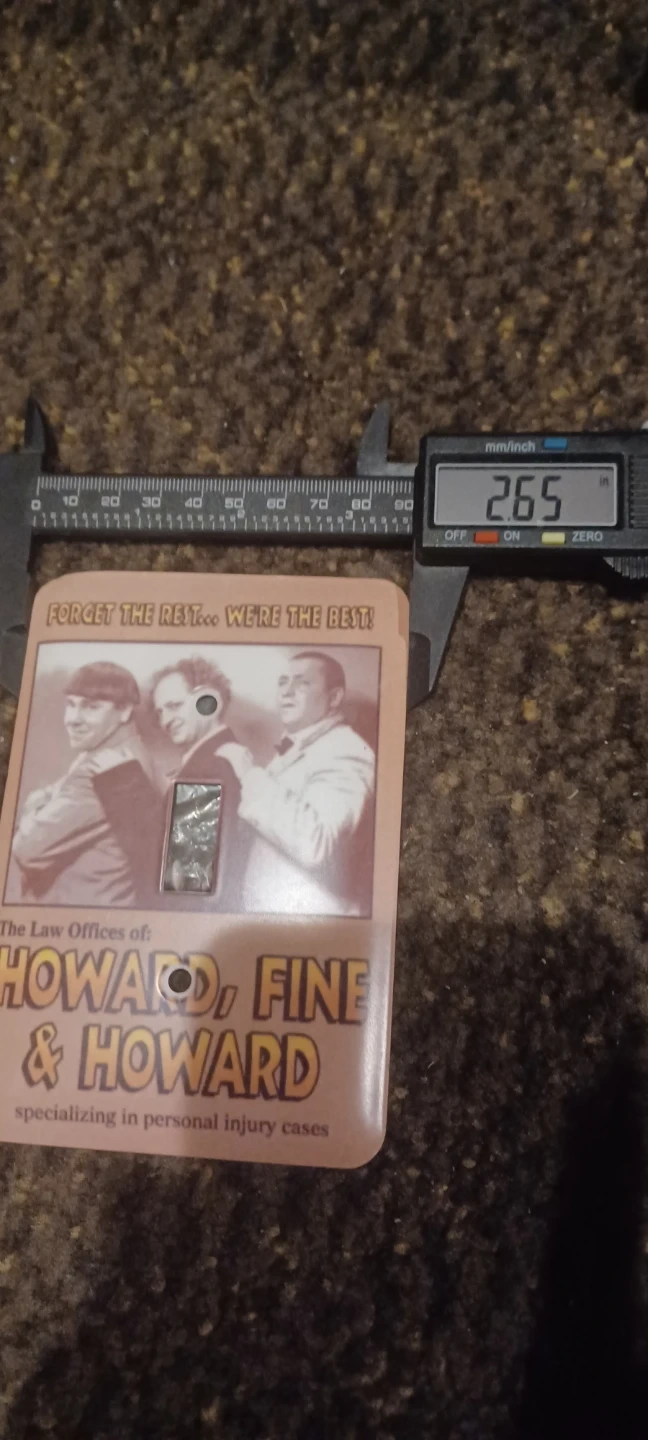 mm/inch
2.65 in
OFF ON ZERO
0 10 20 30 40 50 60 70 80 90
FORGET THE REST... WE'RE THE BEST!
The Law Offices of:
HOWARD, FINE
& HOWARD
specializing in personal injury cases